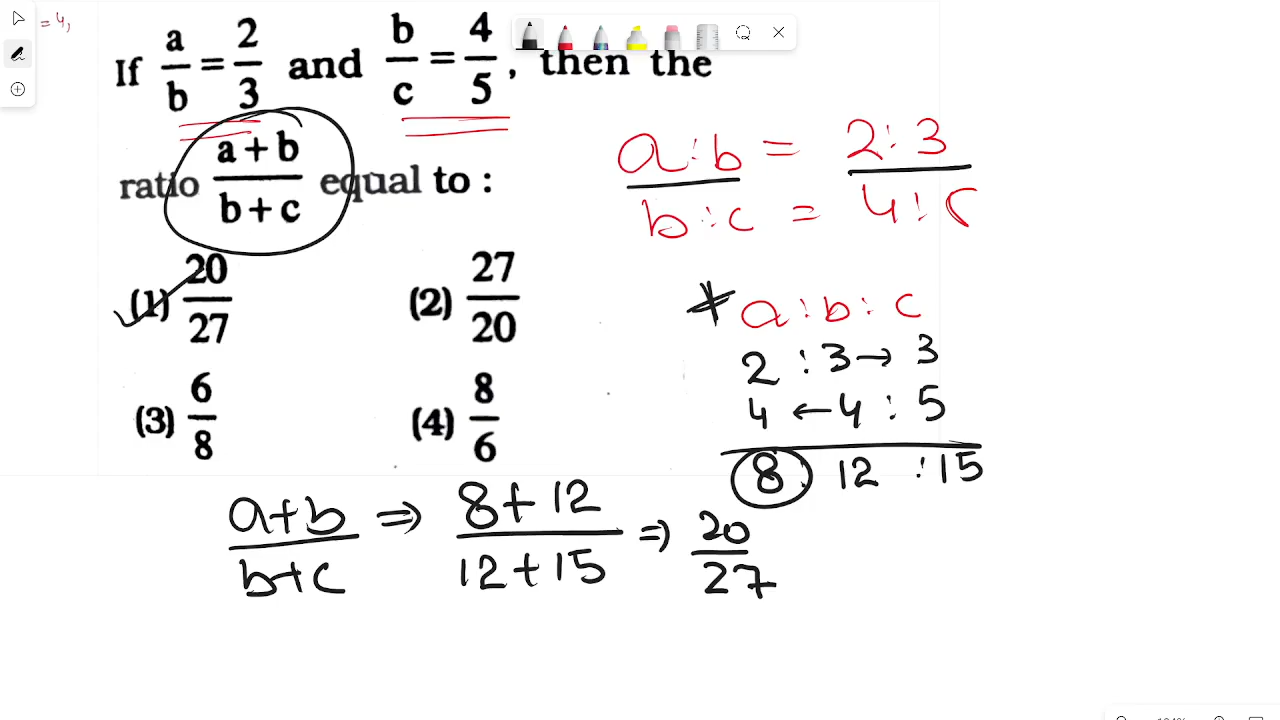 = 4,
If a/b = 2/3 and b/c = 4/5, then the
ratio (a+b)/(b+c) equal to :
(1) 20/27 (2) 27/20
(3) 6/8 (4) 8/6
a:b = 2:3
b:c = 4:5
* a:b:c
2 : 3 → 3
4 ← 4 : 5
8 : 12 : 15
(a+b)/(b+c) ⇒ (8+12)/(12+15) ⇒ 20/27